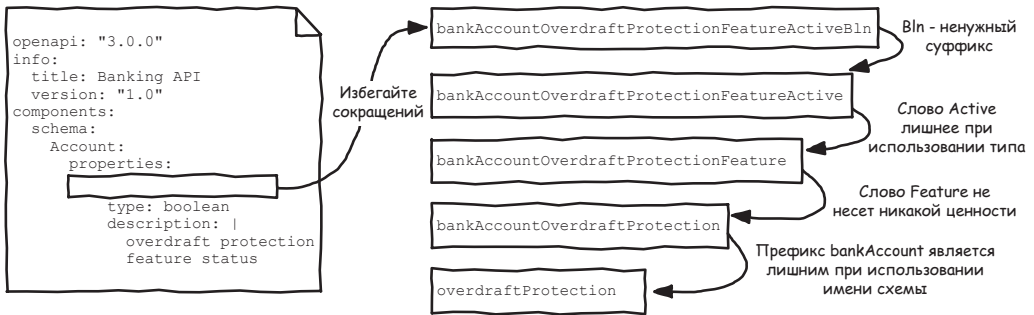 openapi: "3.0.0"
info:
title: Banking API
version: "1.0"
components:
schema:
Account:
properties:
type: boolean
description: |
overdraft protection
feature status
Избегайте
сокращений
bankAccountOverdraftProtectionFeatureActiveBln
Bln - ненужный
суффикс
bankAccountOverdraftProtectionFeatureActive
Слово Active
лишнее при
использовании типа
bankAccountOverdraftProtectionFeature
Слово Feature не
несет никакой ценности
bankAccountOverdraftProtection
Префикс bankAccount является
лишним при использовании
имени схемы
overdraftProtection